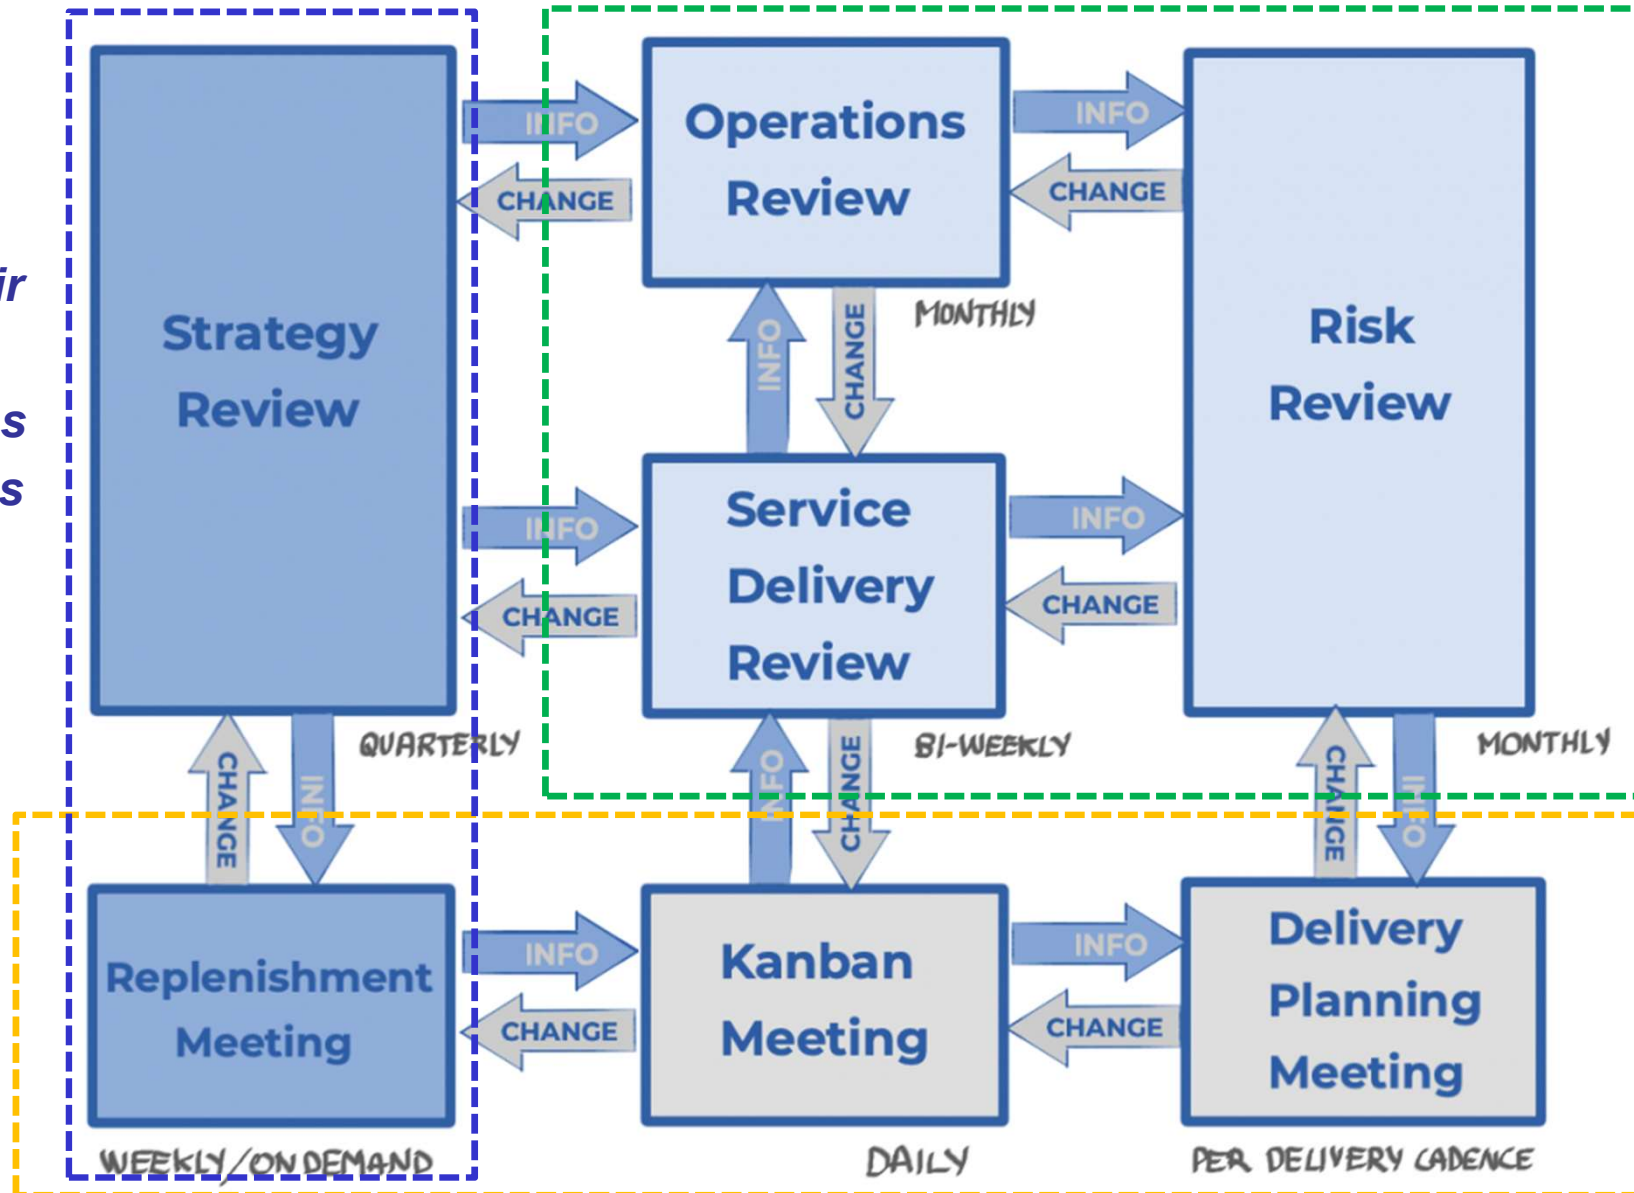 ir
s
s
INFO
CHANGE
Operations
Review
INFO
CHANGE
MONTHLY
Strategy
Review
QUARTERLY
INFO
CHANGE
INFO
CHANGE
Service
Delivery
Review
BI-WEEKLY
INFO
CHANGE
Risk
Review
MONTHLY
CHANGE
INFO
INFO
CHANGE
CHANGE
INFO
Replenishment
Meeting
WEEKLY/ON DEMAND
INFO
CHANGE
Kanban
Meeting
DAILY
INFO
CHANGE
Delivery
Planning
Meeting
PER DELIVERY CADENCE